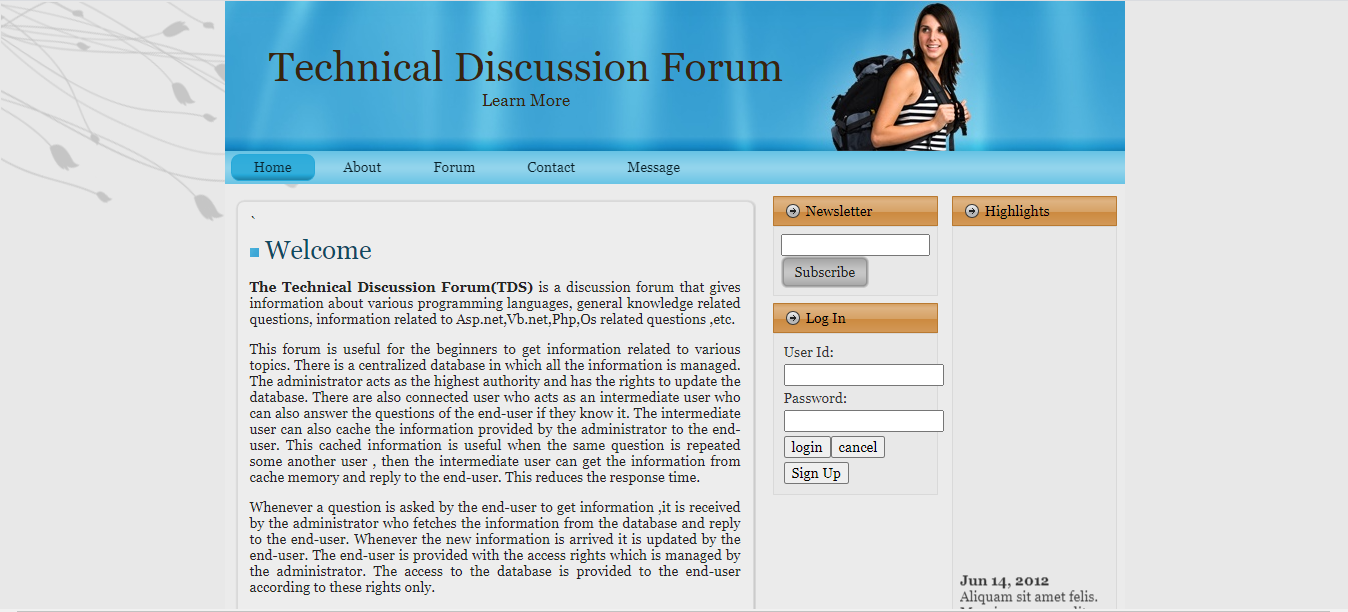 Technical Discussion Forum
Learn More
Home About Forum Contact Message
`
Welcome
The Technical Discussion Forum(TDS) is a discussion forum that gives
information about various programming languages, general knowledge related
questions, information related to Asp.net,Vb.net,Php,Os related questions ,etc.
This forum is useful for the beginners to get information related to various
topics. There is a centralized database in which all the information is managed.
The administrator acts as the highest authority and has the rights to update the
database. There are also connected user who acts as an intermediate user who
can also answer the questions of the end-user if they know it. The intermediate
user can also cache the information provided by the administrator to the end-
user. This cached information is useful when the same question is repeated
some another user , then the intermediate user can get the information from
cache memory and reply to the end-user. This reduces the response time.
Whenever a question is asked by the end-user to get information ,it is received
by the administrator who fetches the information from the database and reply
to the end-user. Whenever the new information is arrived it is updated by the
end-user. The end-user is provided with the access rights which is managed by
the administrator. The access to the database is provided to the end-user
according to these rights only.
Newsletter
Subscribe
Log In
User Id:
Password:
login cancel
Sign Up
Highlights
Jun 14, 2012
Aliquam sit amet felis.